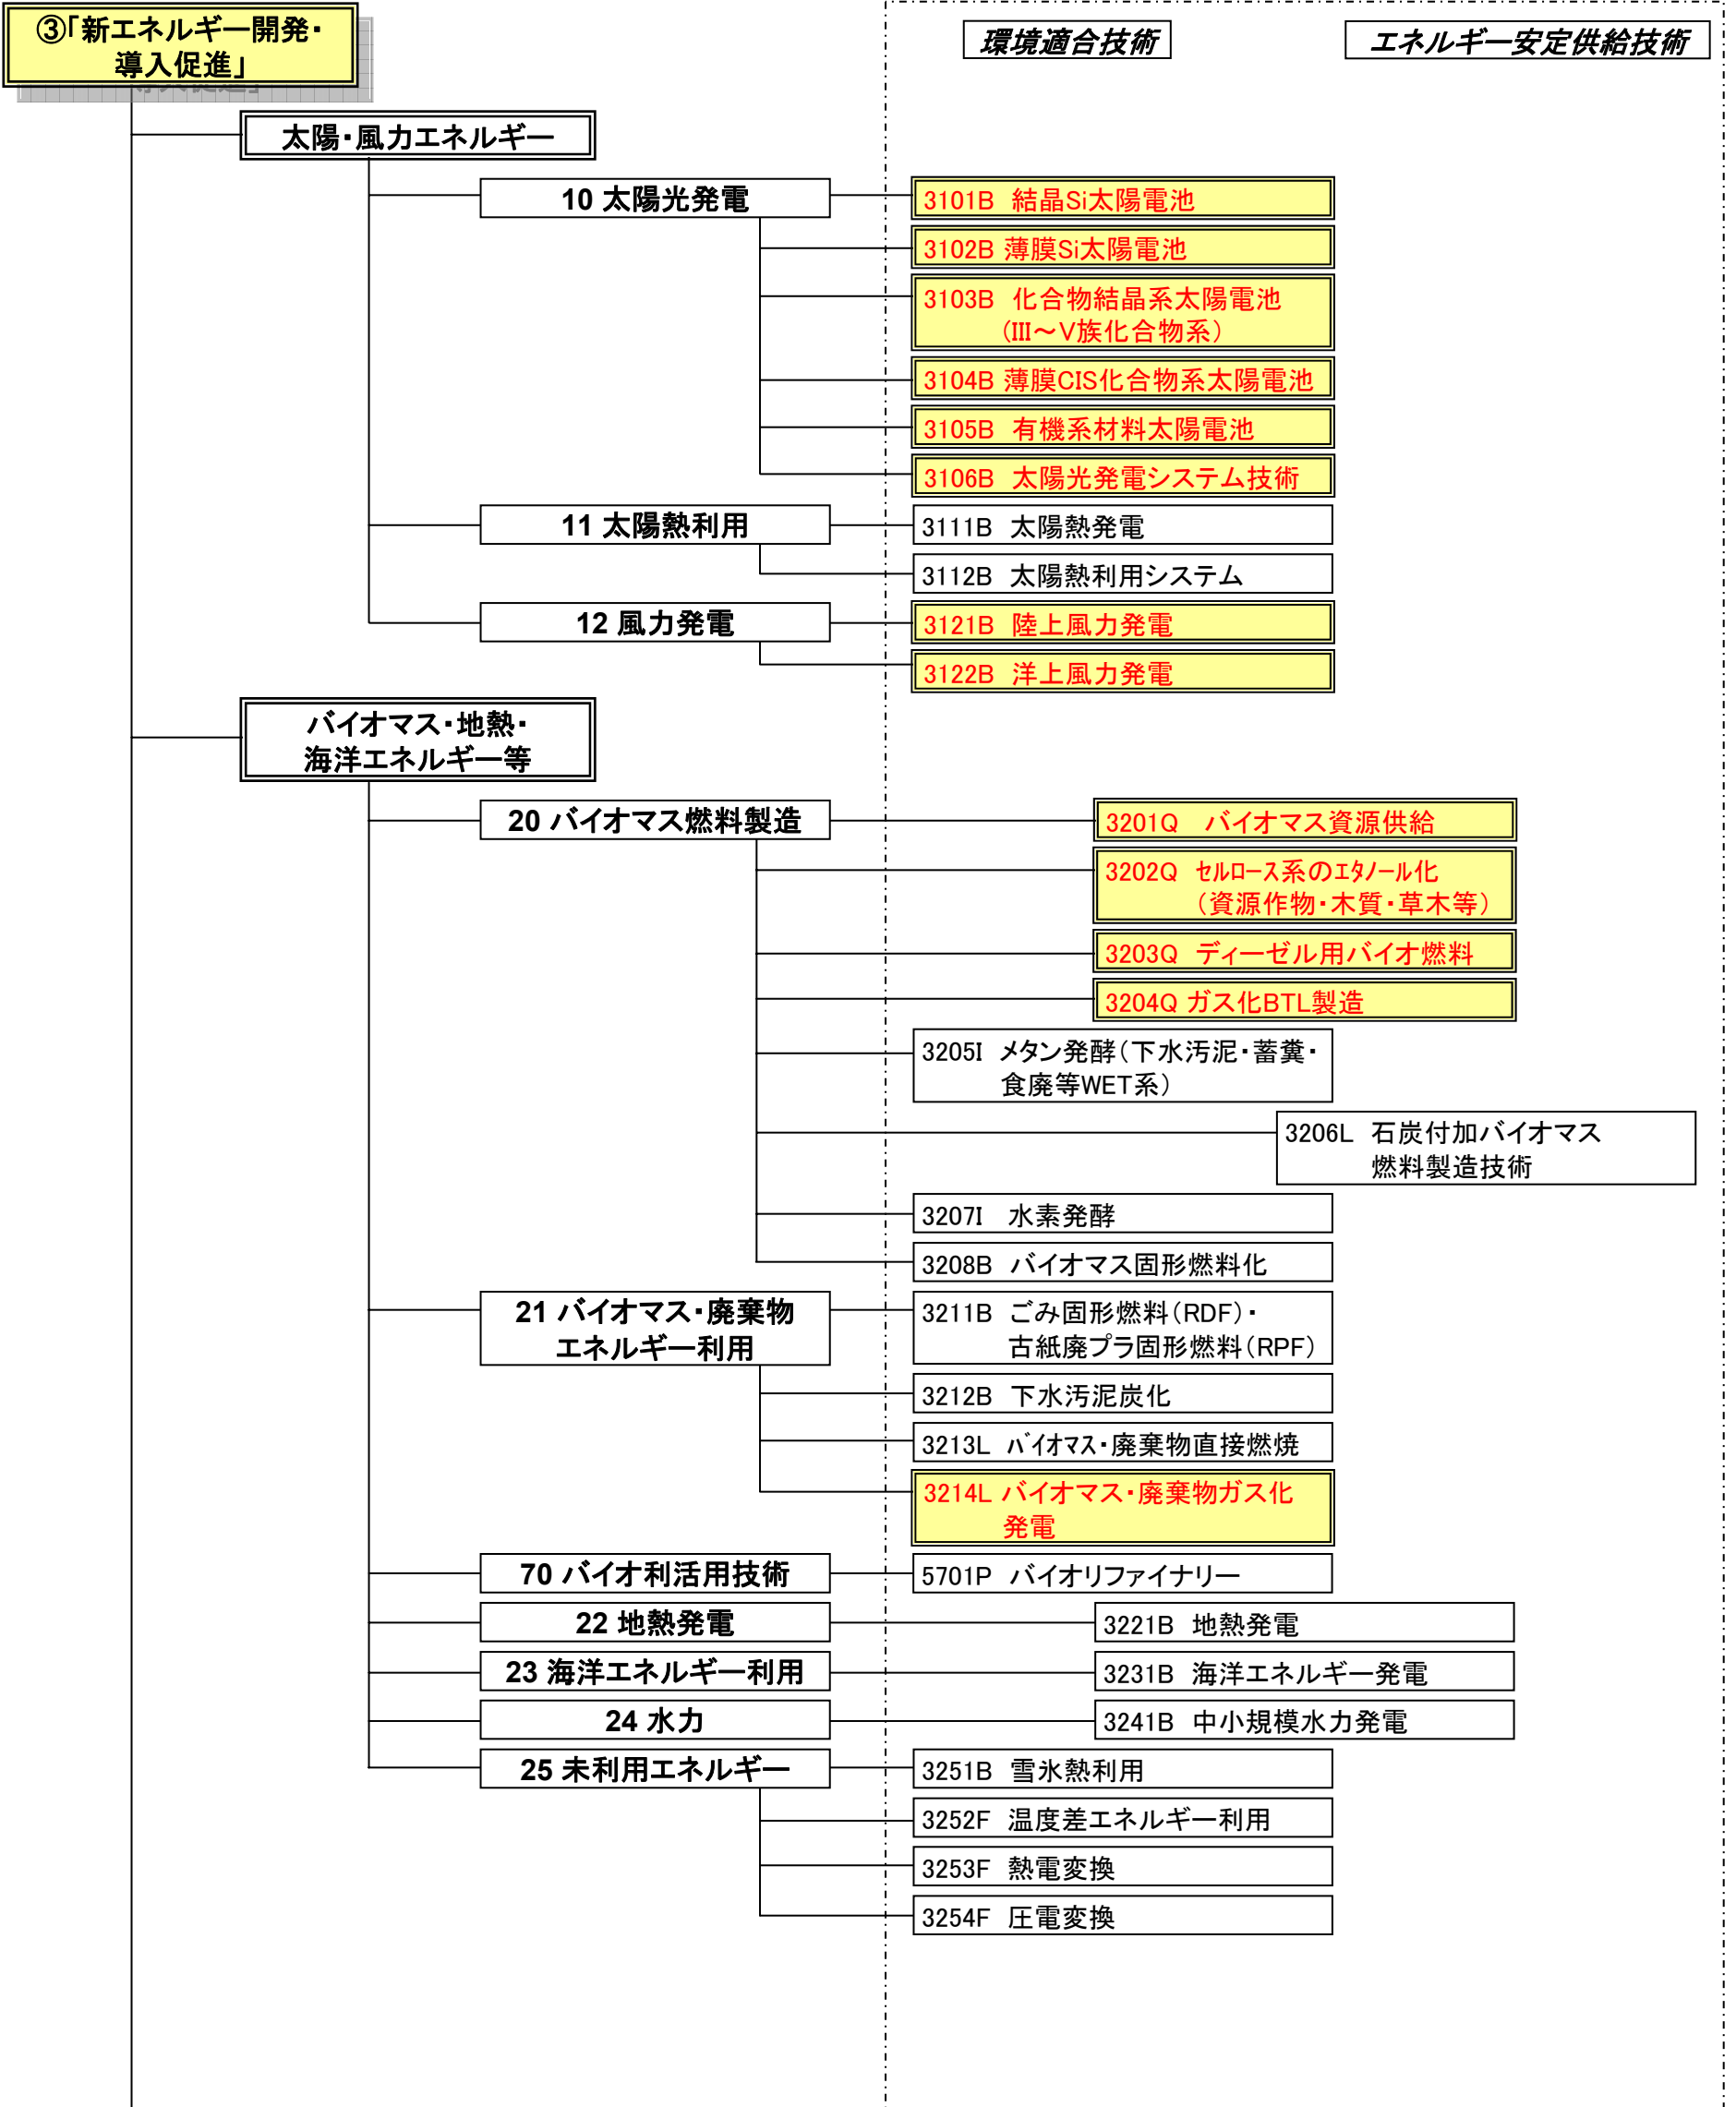 ③「新エネルギー開発・
導入促進」
環境適合技術
エネルギー安定供給技術
太陽・風力エネルギー
10 太陽光発電
3101B 結晶Si太陽電池
3102B 薄膜Si太陽電池
3103B 化合物結晶系太陽電池
(III～V族化合物系)
3104B 薄膜CIS化合物系太陽電池
3105B 有機系材料太陽電池
3106B 太陽光発電システム技術
11 太陽熱利用
3111B 太陽熱発電
3112B 太陽熱利用システム
12 風力発電
3121B 陸上風力発電
3122B 洋上風力発電
バイオマス・地熱・
海洋エネルギー等
20 バイオマス燃料製造
3201Q バイオマス資源供給
3202Q ｾﾙﾛｰｽ系のｴﾀﾉｰﾙ化
（資源作物・木質・草木等）
3203Q ディーゼル用バイオ燃料
3204Q ガス化BTL製造
3205I メタン発酵（下水汚泥・蓄糞・
食廃等WET系）
3206L 石炭付加バイオマス
燃料製造技術
3207I 水素発酵
3208B バイオマス固形燃料化
21 バイオマス・廃棄物
エネルギー利用
3211B ごみ固形燃料（RDF）・
古紙廃プラ固形燃料（RPF）
3212B 下水汚泥炭化
3213L ﾊﾞｲｵﾏｽ・廃棄物直接燃焼
3214L バイオマス・廃棄物ガス化
発電
70 バイオ利活用技術
5701P バイオリファイナリー
22 地熱発電
3221B 地熱発電
23 海洋エネルギー利用
3231B 海洋エネルギー発電
24 水力
3241B 中小規模水力発電
25 未利用エネルギー
3251B 雪氷熱利用
3252F 温度差エネルギー利用
3253F 熱電変換
3254F 圧電変換